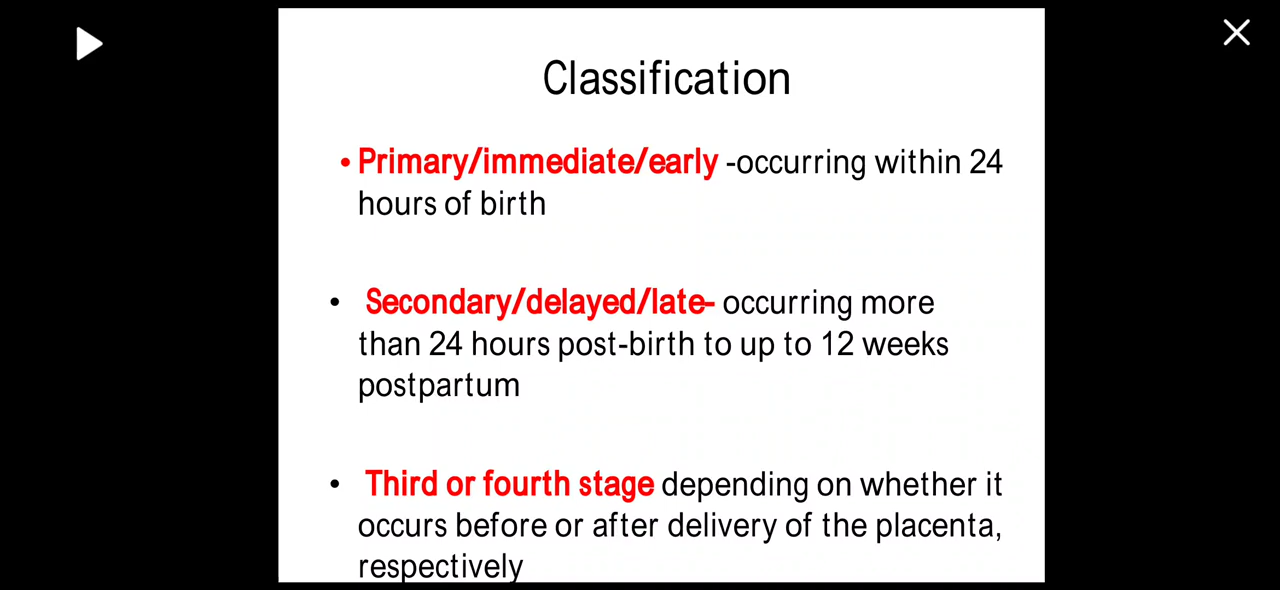 Classification
• Primary/immediate/early -occurring within 24
hours of birth
• Secondary/delayed/late- occurring more
than 24 hours post-birth to up to 12 weeks
postpartum
• Third or fourth stage depending on whether it
occurs before or after delivery of the placenta,
respectively